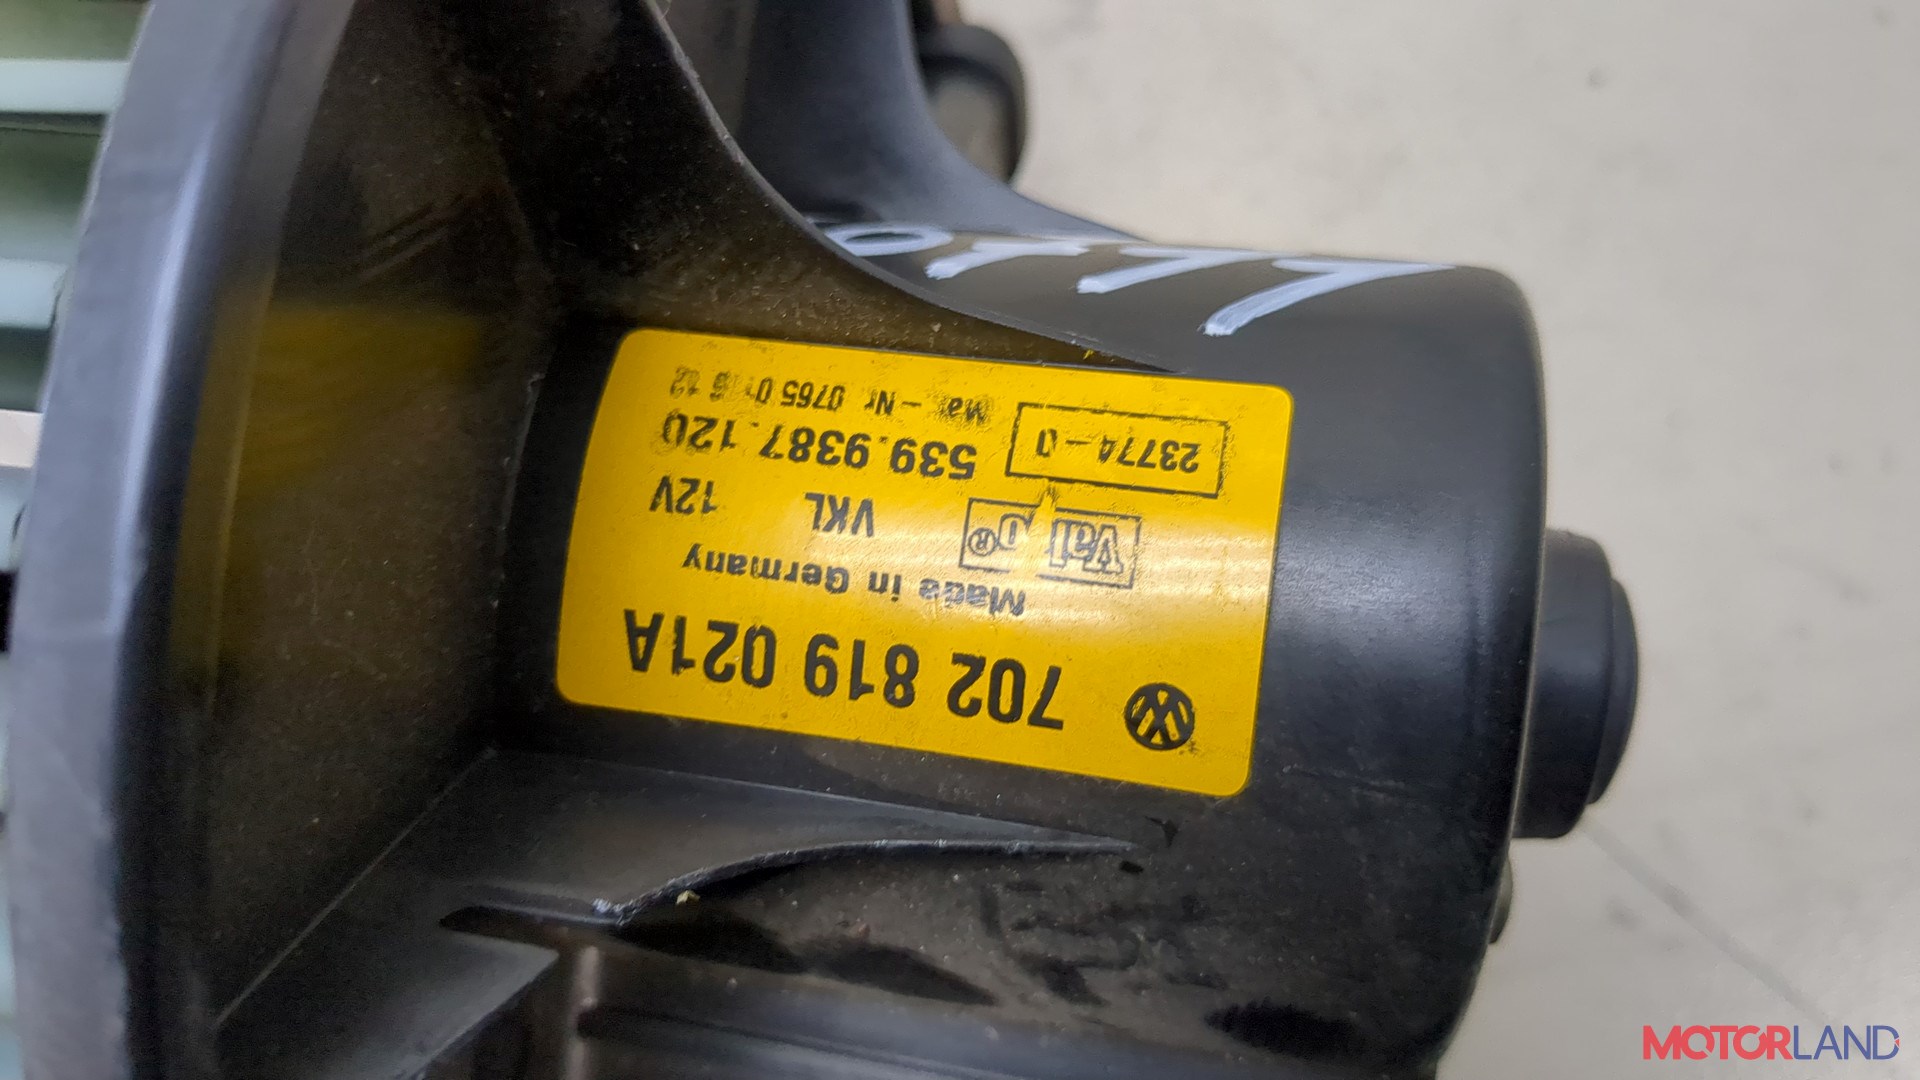 702 819 021A
Made in Germany
VKL 12V
539.9387.120
23774-0
MOTORLAND